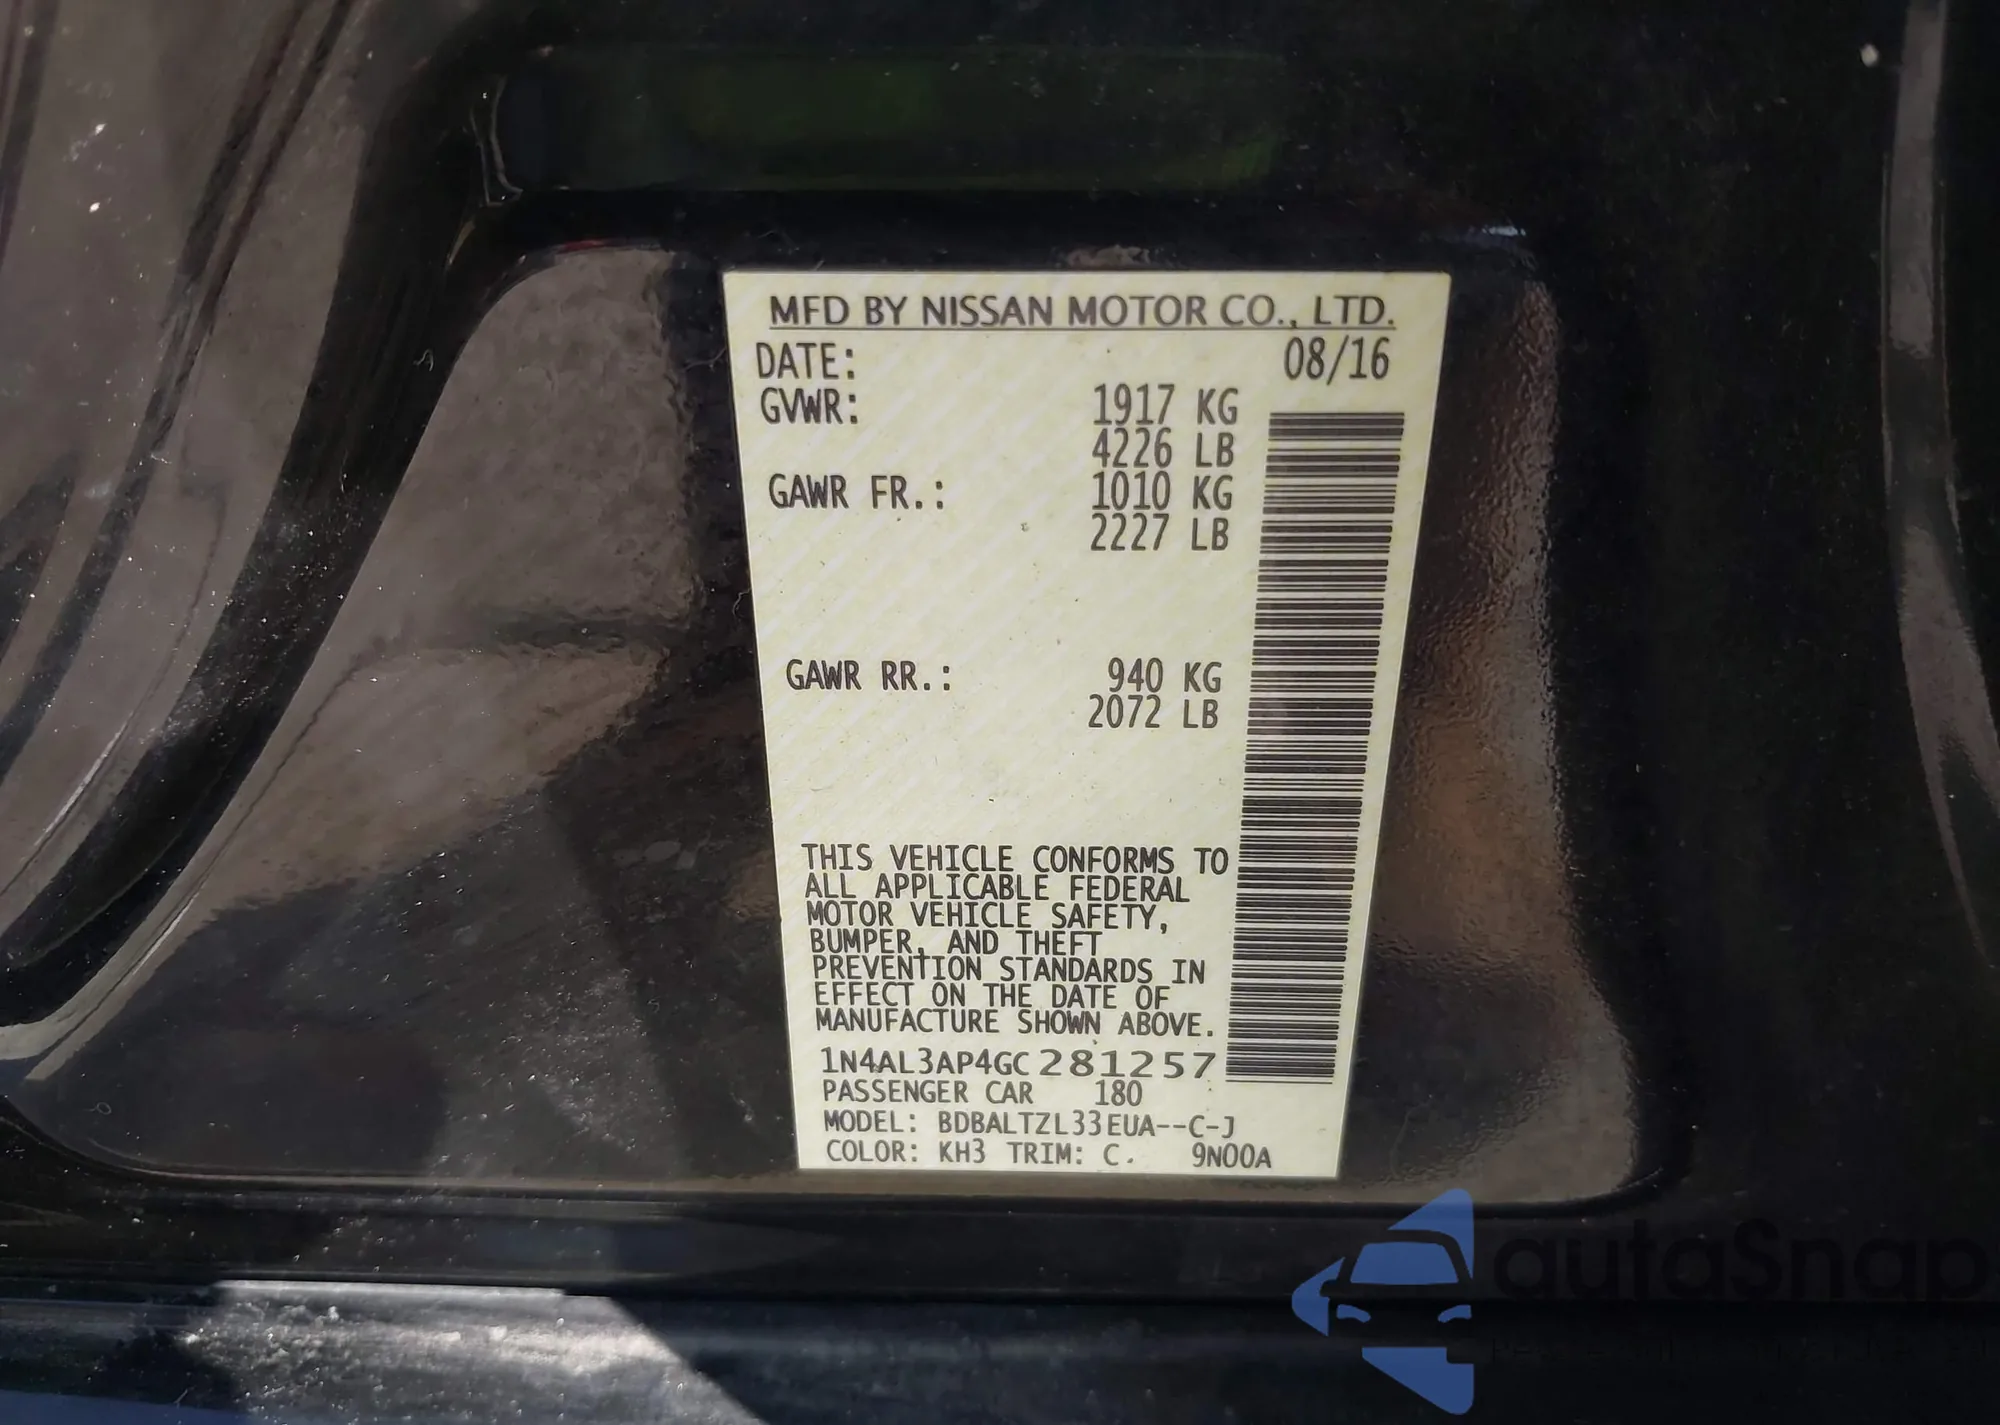 MFD BY NISSAN MOTOR CO., LTD.
DATE: 08/16
GVWR: 1917 KG
4226 LB
GAWR FR.: 1010 KG
2227 LB
GAWR RR.: 940 KG
2072 LB
THIS VEHICLE CONFORMS TO
ALL APPLICABLE FEDERAL
MOTOR VEHICLE SAFETY,
BUMPER, AND THEFT
PREVENTION STANDARDS IN
EFFECT ON THE DATE OF
MANUFACTURE SHOWN ABOVE.
1N4AL3AP4GC281257
PASSENGER CAR 180
MODEL: BDBALTZL33EUA--C-J
COLOR: KH3 TRIM: C. 9N00A
autaSnap